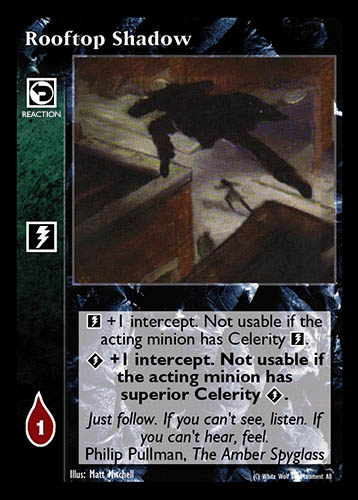 Rooftop Shadow
REACTION
+1 intercept. Not usable if the
acting minion has Celerity .
+1 intercept. Not usable if
the acting minion has
superior Celerity .
Just follow. If you can't see, listen. If
you can't hear, feel.
Philip Pullman, The Amber Spyglass
1
Illus: Matt Mitchell
(C) White Wolf Entertainment AB